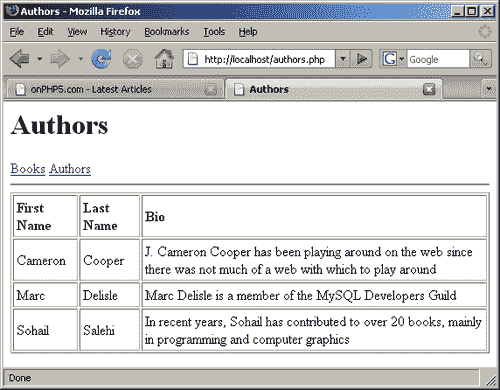 Authors - Mozilla Firefox
File Edit View History Bookmarks Tools Help
http://localhost/authors.php
Google
onPHP5.com - Latest Articles
Authors
Authors
Books Authors
First Name
Last Name
Bio
Cameron
Cooper
J. Cameron Cooper has been playing around on the web since
there was not much of a web with which to play around
Marc
Delisle
Marc Delisle is a member of the MySQL Developers Guild
Sohail
Salehi
In recent years, Sohail has contributed to over 20 books, mainly
in programming and computer graphics
Done